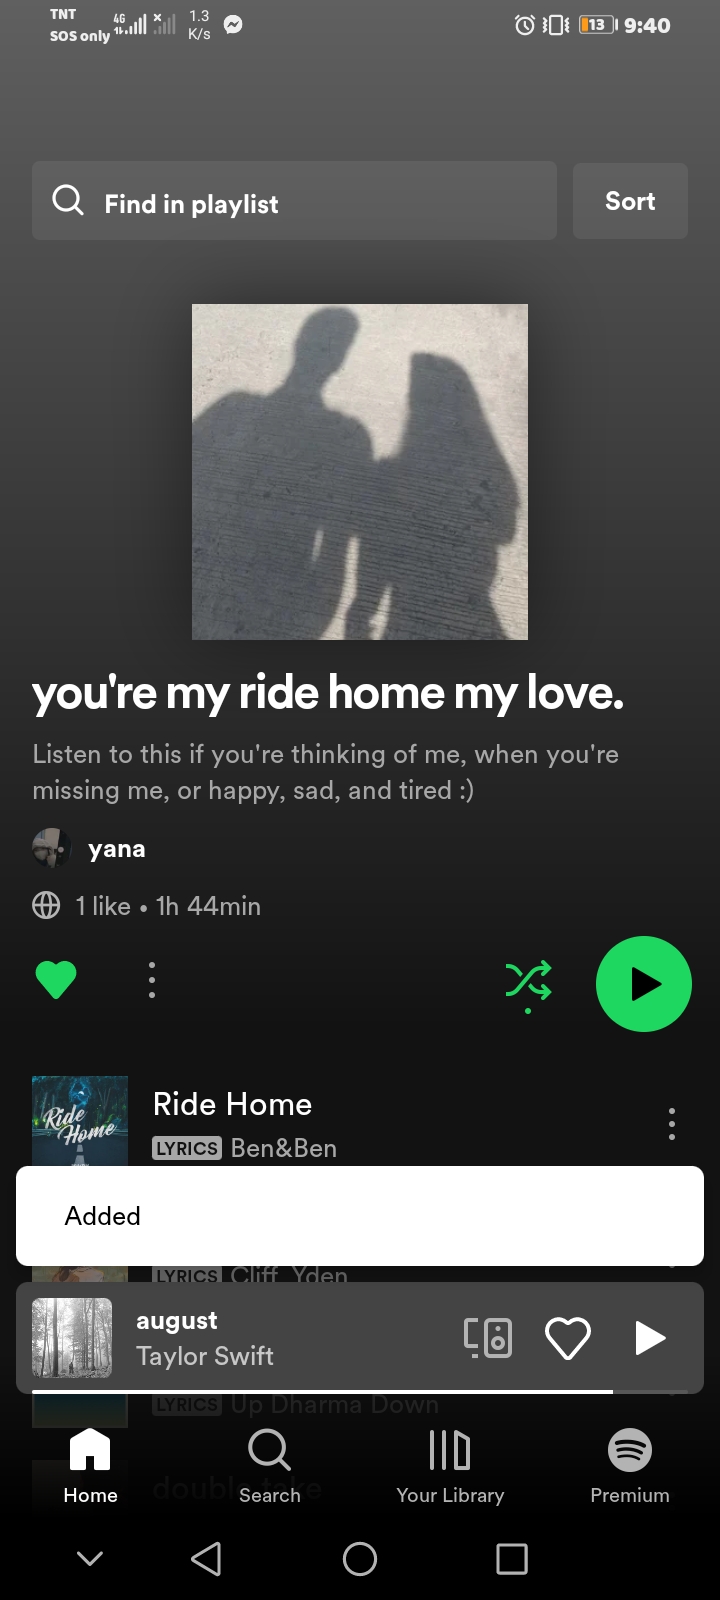 TNT
SOS only
4G
1.3
K/s
13
9:40
Find in playlist
Sort
you're my ride home my love.
Listen to this if you're thinking of me, when you're
missing me, or happy, sad, and tired :)
yana
1 like • 1h 44min
Ride Home
Ride Home
LYRICS Ben&Ben
Added
LYRICS Cliff, Yden
august
Taylor Swift
LYRICS Up Dharma Down
double take
Home
Search
Your Library
Premium